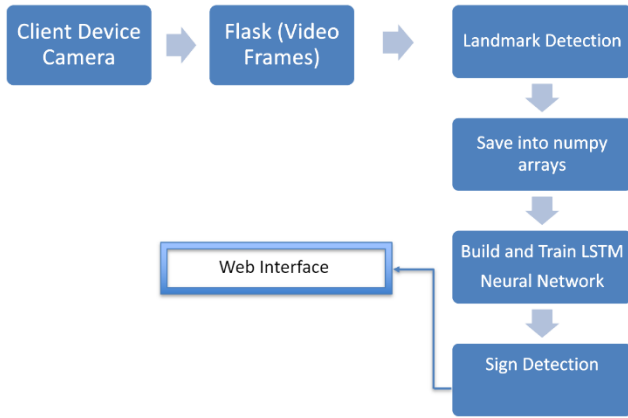 Client Device
Camera
Flask (Video
Frames)
Landmark Detection
Save into numpy
arrays
Build and Train LSTM
Neural Network
Sign Detection
Web Interface